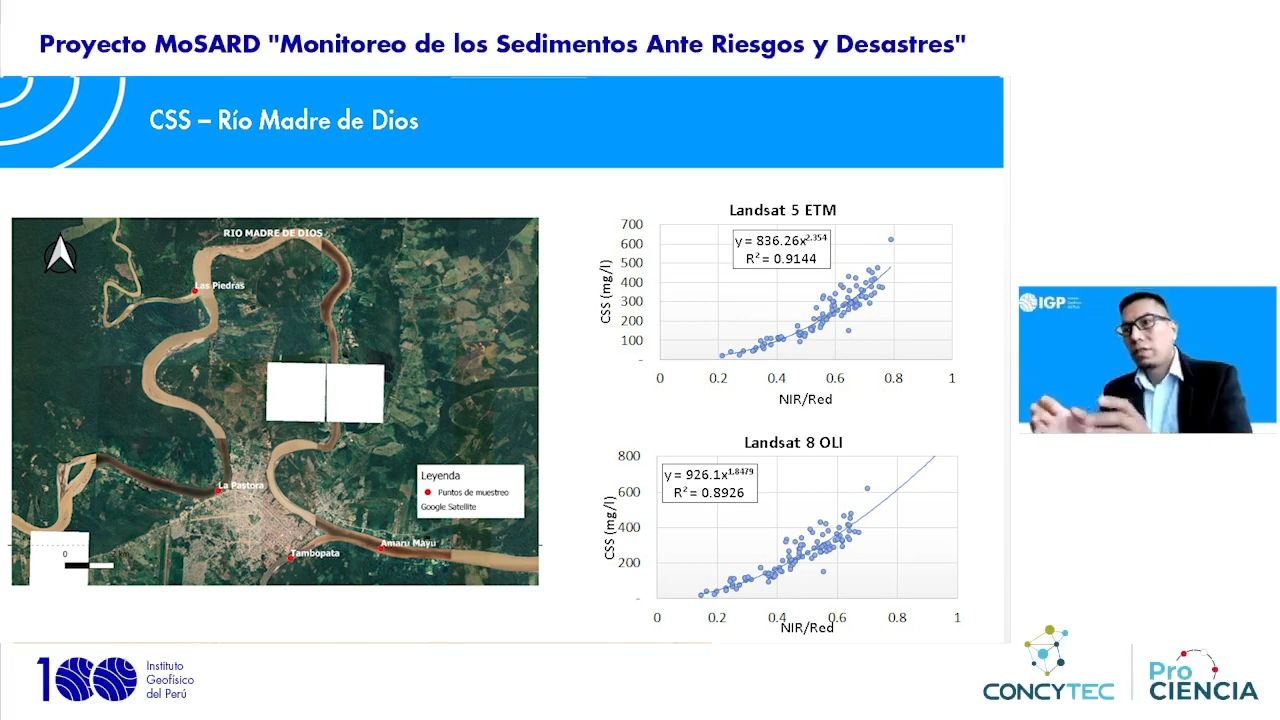 Proyecto MoSARD "Monitoreo de los Sedimentos Ante Riesgos y Desastres"
CSS – Río Madre de Dios
RIO MADRE DE DIOS
Las Piedras
La Pastora
Leyenda
Puntos de muestreo
Google Satellite
Amaru Mayu
Tambopata
0
Landsat 5 ETM
y = 836.26x^2.354
R² = 0.9144
CSS (mg/l)
700
600
500
400
300
200
100
-
0 0.2 0.4 0.6 0.8 1
NIR/Red
Landsat 8 OLI
y = 926.1x^1.8479
R² = 0.8926
CSS (mg/l)
800
600
400
200
-
0 0.2 0.4 0.6 0.8 1
NIR/Red
IGP
100
Instituto
Geofísico
del Perú
CONCYTEC
Pro
CIENCIA